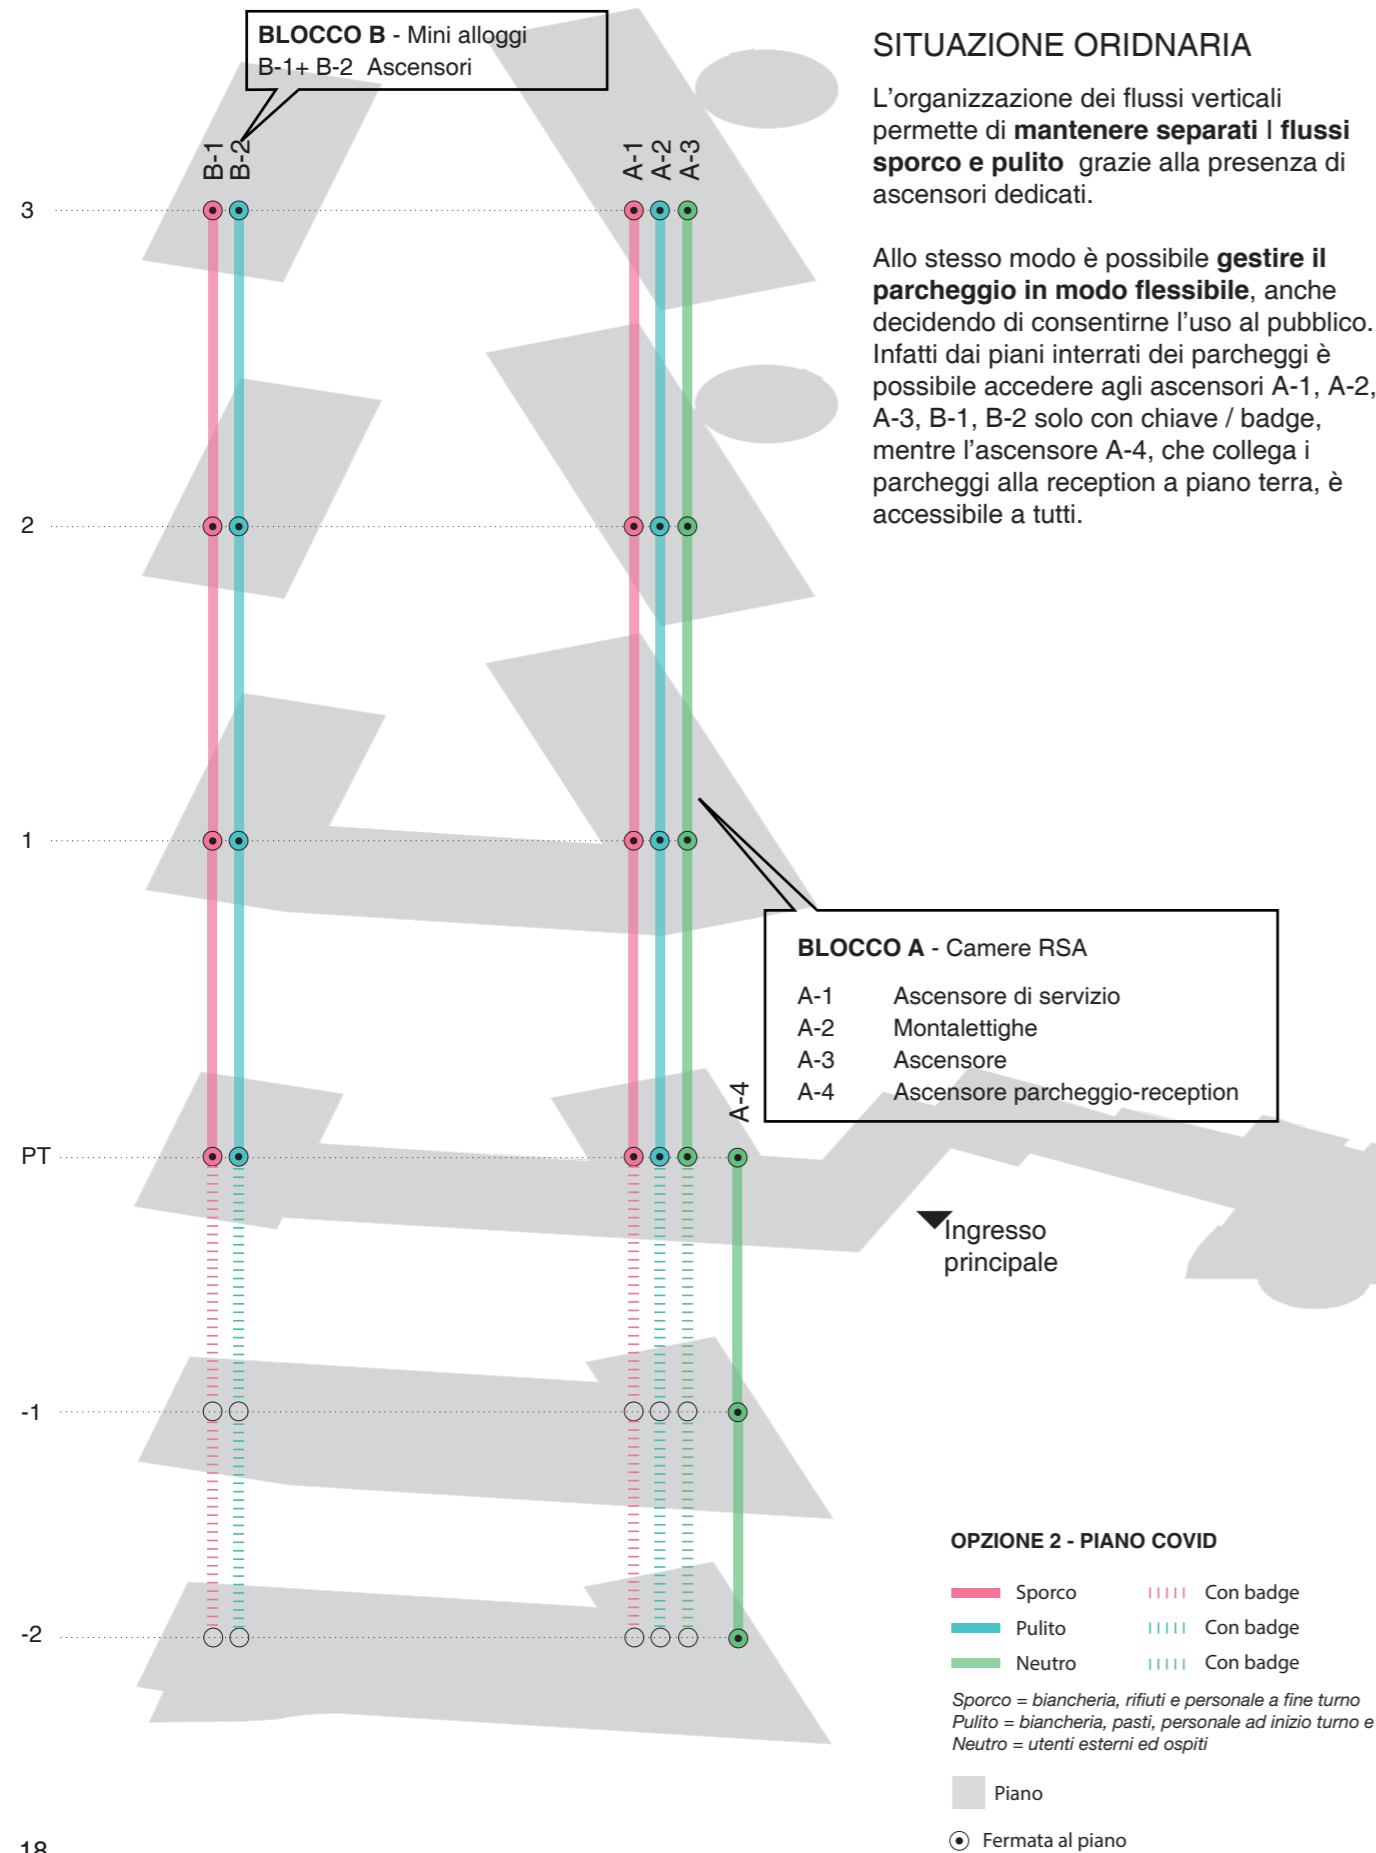 BLOCCO B - Mini alloggi
B-1+ B-2 Ascensori
SITUAZIONE ORIDNARIA
L'organizzazione dei flussi verticali
permette di mantenere separati I flussi
sporco e pulito grazie alla presenza di
ascensori dedicati.
Allo stesso modo è possibile gestire il
parcheggio in modo flessibile, anche
decidendo di consentirne l'uso al pubblico.
Infatti dai piani interrati dei parcheggi è
possibile accedere agli ascensori A-1, A-2,
A-3, B-1, B-2 solo con chiave / badge,
mentre l'ascensore A-4, che collega i
parcheggi alla reception a piano terra, è
accessibile a tutti.
B-1
B-2
A-1
A-2
A-3
3
2
1
BLOCCO A - Camere RSA
A-1 Ascensore di servizio
A-2 Montalettighe
A-3 Ascensore
A-4 Ascensore parcheggio-reception
A-4
PT
Ingresso
principale
-1
-2
OPZIONE 2 - PIANO COVID
Sporco Con badge
Pulito Con badge
Neutro Con badge
Sporco = biancheria, rifiuti e personale a fine turno
Pulito = biancheria, pasti, personale ad inizio turno e
Neutro = utenti esterni ed ospiti
Piano
Fermata al piano
18